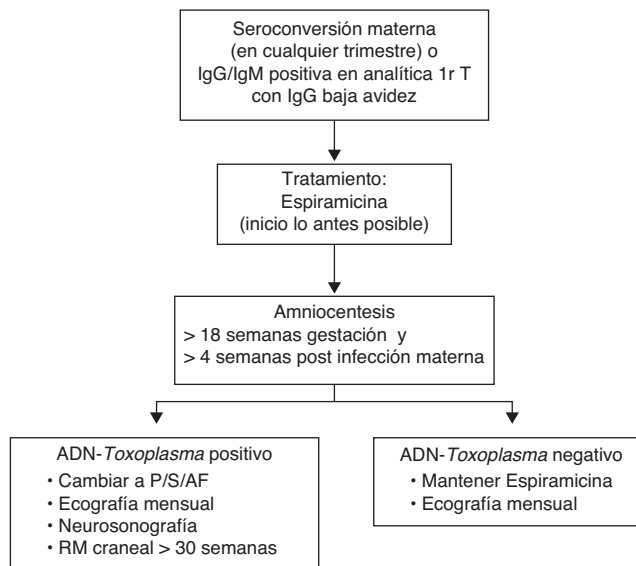 Seroconversión materna
(en cualquier trimestre) o
IgG/IgM positiva en analítica 1r T
con IgG baja avidez
Tratamiento:
Espiramicina
(inicio lo antes posible)
Amniocentesis
> 18 semanas gestación y
> 4 semanas post infección materna
ADN-Toxoplasma positivo
• Cambiar a P/S/AF
• Ecografía mensual
• Neurosonografía
• RM craneal > 30 semanas
ADN-Toxoplasma negativo
• Mantener Espiramicina
• Ecografía mensual